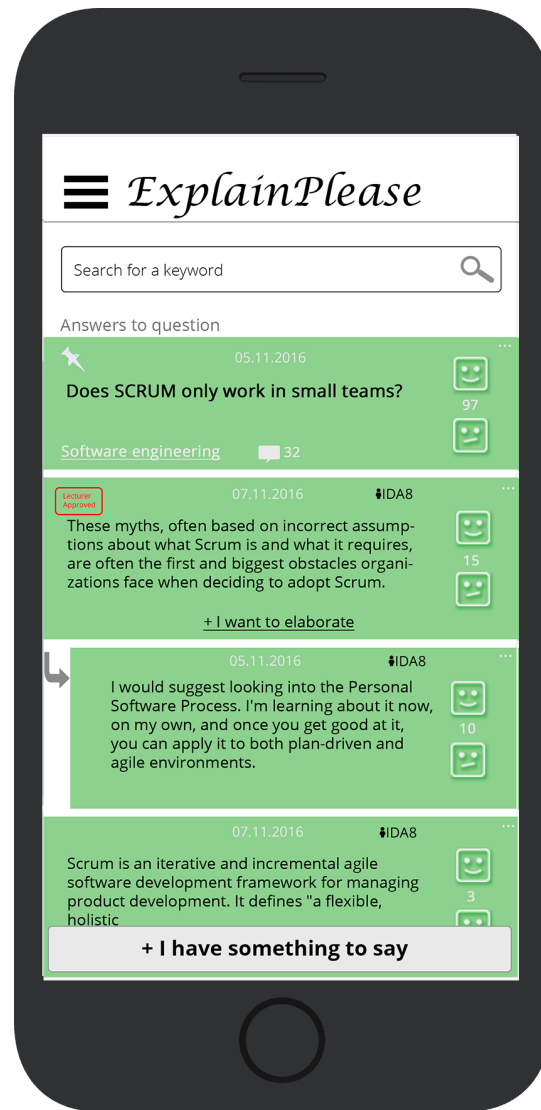 ExplainPlease
Search for a keyword
Answers to question
...
05.11.2016
Does SCRUM only work in small teams?
97
Software engineering
32
...
Lecturer
Approved
07.11.2016
IDA8
These myths, often based on incorrect assump-
tions about what Scrum is and what it requires,
are often the first and biggest obstacles organi-
zations face when deciding to adopt Scrum.
15
+ I want to elaborate
...
05.11.2016
IDA8
I would suggest looking into the Personal
Software Process. I'm learning about it now,
on my own, and once you get good at it,
you can apply it to both plan-driven and
agile environments.
10
...
07.11.2016
IDA8
Scrum is an iterative and incremental agile
software development framework for managing
product development. It defines "a flexible,
holistic
3
+ I have something to say